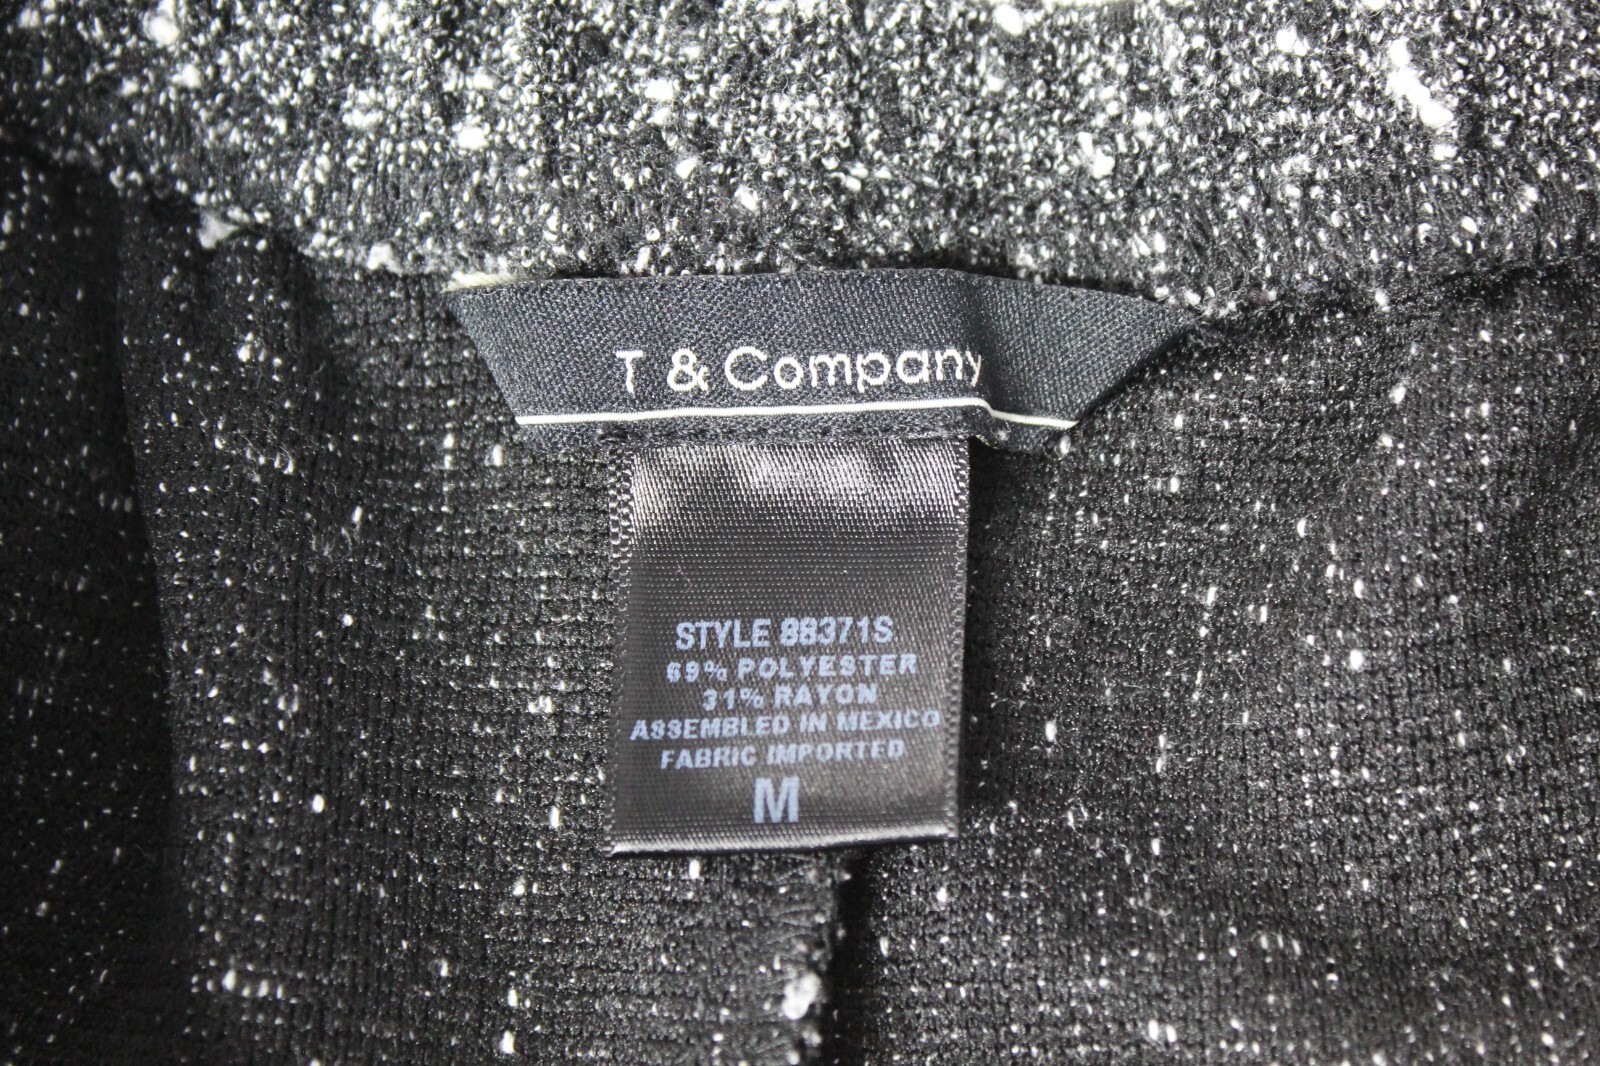 T & Company
STYLE 88371S
69% POLYESTER
31% RAYON
ASSEMBLED IN MEXICO
FABRIC IMPORTED
M